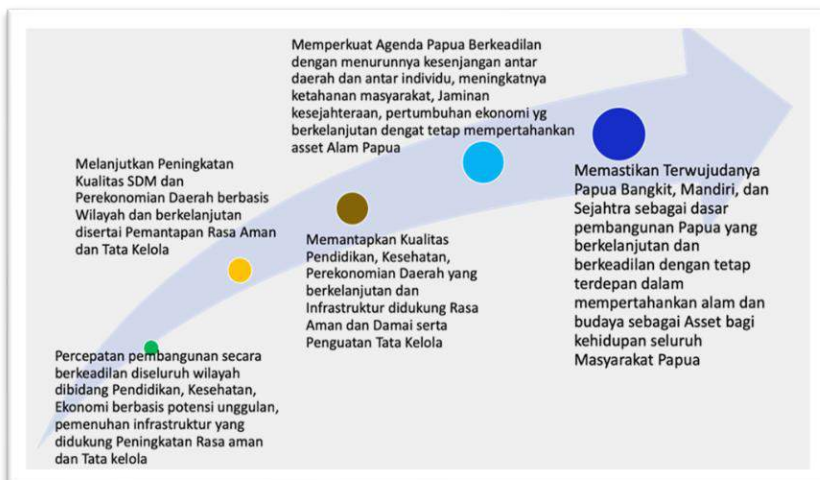 Memperkuat Agenda Papua Berkeadilan
dengan menurunnya kesenjangan antar
daerah dan antar individu, meningkatnya
ketahanan masyarakat, Jaminan
kesejahteraan, pertumbuhan ekonomi yg
berkelanjutan dengat tetap mempertahankan
asset Alam Papua
Melanjutkan Peningkatan
Kualitas SDM dan
Perekonomian Daerah berbasis
Wilayah dan berkelanjutan
disertai Pemantapan Rasa Aman
dan Tata Kelola
Memantapkan Kualitas
Pendidikan, Kesehatan,
Perekonomian Daerah yang
berkelanjutan dan
Infrastruktur didukung Rasa
Aman dan Damai serta
Penguatan Tata Kelola
Memastikan Terwujudanya
Papua Bangkit, Mandiri, dan
Sejahtra sebagai dasar
pembangunan Papua yang
berkelanjutan dan
berkeadilan dengan tetap
terdepan dalam
mempertahankan alam dan
budaya sebagai Asset bagi
kehidupan seluruh
Masyarakat Papua
Percepatan pembangunan secara
berkeadilan diseluruh wilayah
dibidang Pendidikan, Kesehatan,
Ekonomi berbasis potensi unggulan,
pemenuhan infrastruktur yang
didukung Peningkatan Rasa aman
dan Tata kelola